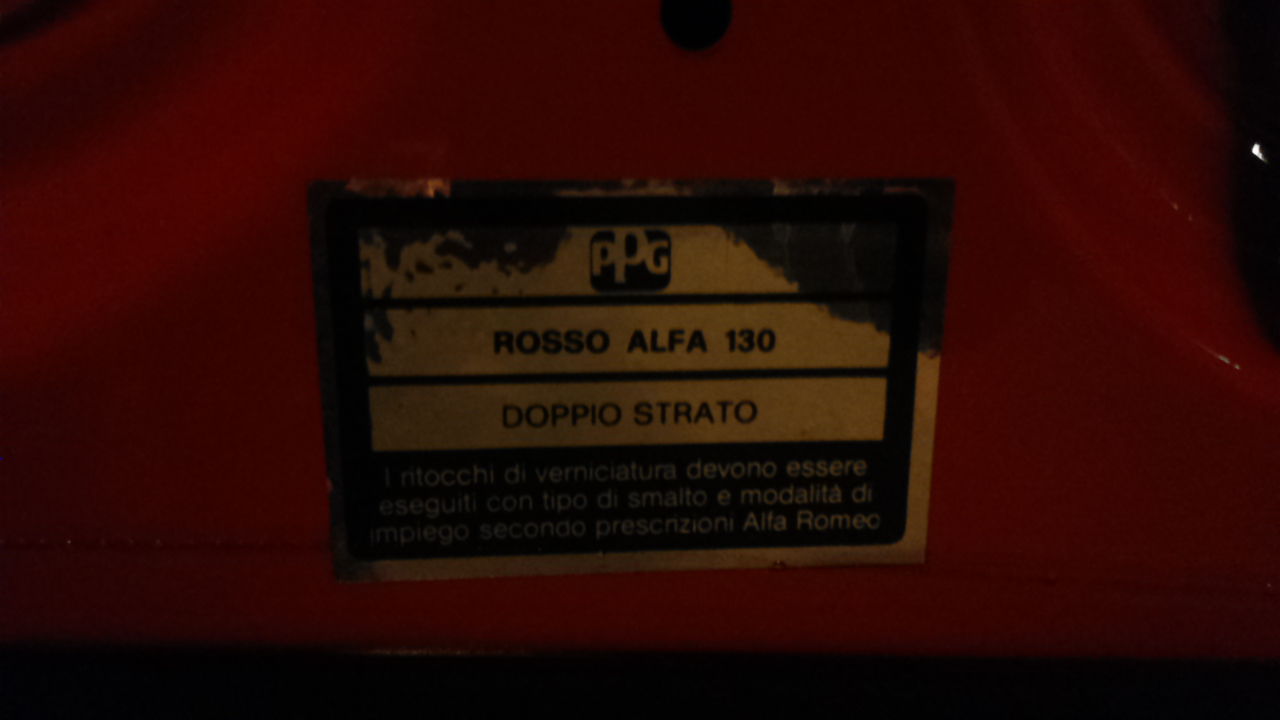 PPG
ROSSO ALFA 130
DOPPIO STRATO
I ritocchi di verniciatura devono essere
eseguiti con tipo di smalto e modalità di
impiego secondo prescrizioni Alfa Romeo